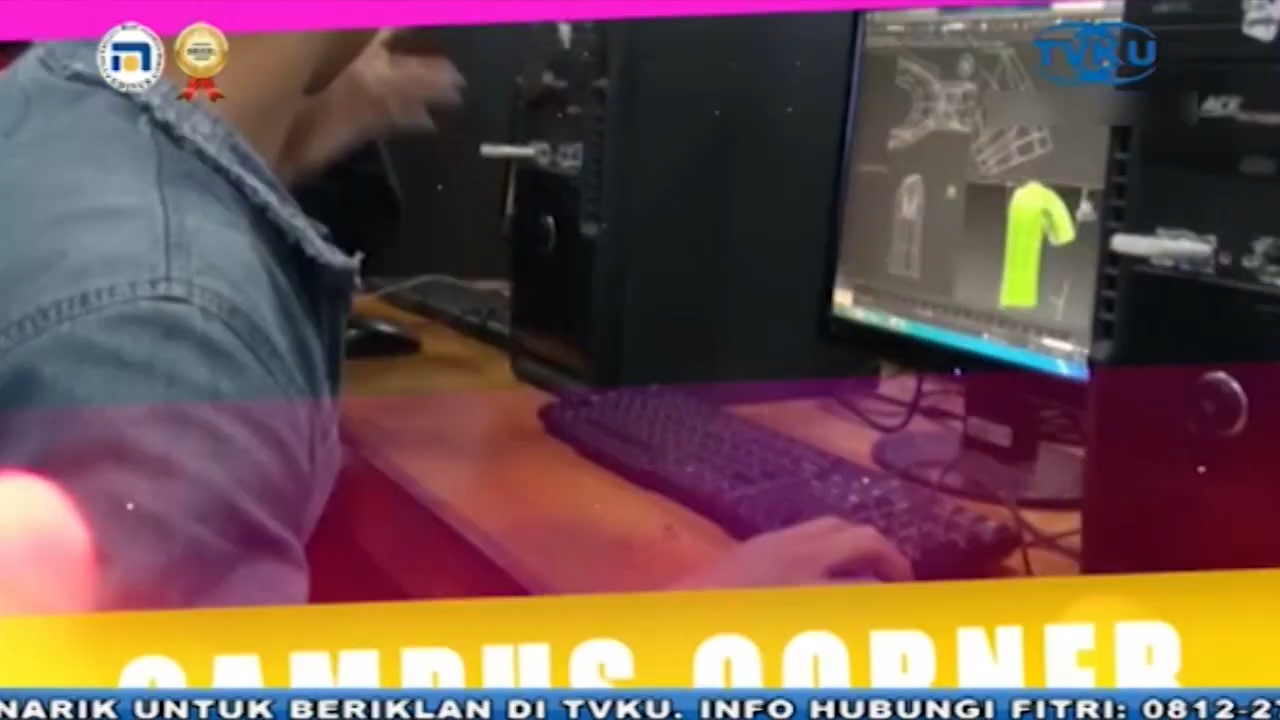 TVKU
CAMPUS CORNER
NARIK UNTUK BERIKLAN DI TVKU. INFO HUBUNGI FITRI: 0812-2